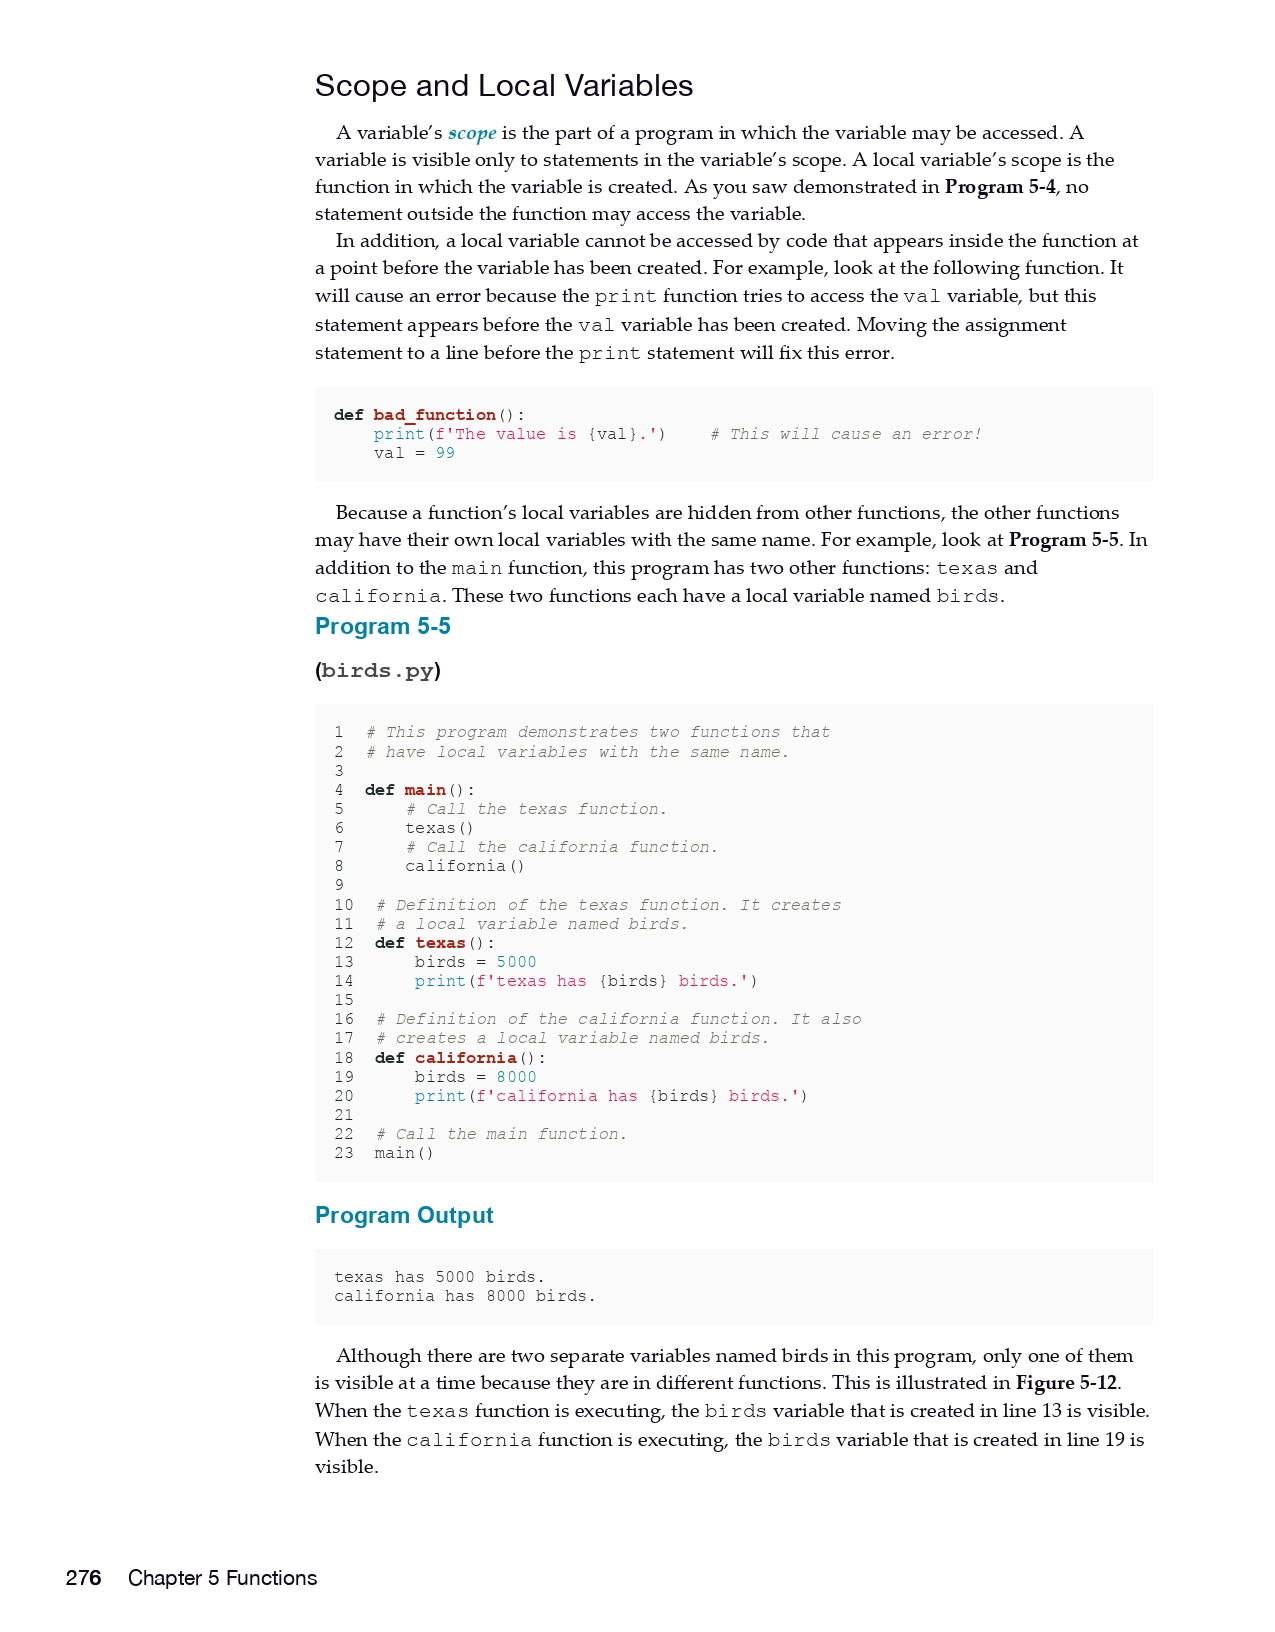 Scope and Local Variables
A variable’s scope is the part of a program in which the variable may be accessed. A
variable is visible only to statements in the variable’s scope. A local variable’s scope is the
function in which the variable is created. As you saw demonstrated in Program 5-4, no
statement outside the function may access the variable.
In addition, a local variable cannot be accessed by code that appears inside the function at
a point before the variable has been created. For example, look at the following function. It
will cause an error because the print function tries to access the val variable, but this
statement appears before the val variable has been created. Moving the assignment
statement to a line before the print statement will fix this error.
def bad_function():
    print(f'The value is {val}.')    # This will cause an error!
    val = 99
Because a function’s local variables are hidden from other functions, the other functions
may have their own local variables with the same name. For example, look at Program 5-5. In
addition to the main function, this program has two other functions: texas and
california. These two functions each have a local variable named birds.
Program 5-5
(birds.py)
1  # This program demonstrates two functions that
2  # have local variables with the same name.
3
4  def main():
5      # Call the texas function.
6      texas()
7      # Call the california function.
8      california()
9
10  # Definition of the texas function. It creates
11  # a local variable named birds.
12  def texas():
13      birds = 5000
14      print(f'texas has {birds} birds.')
15
16  # Definition of the california function. It also
17  # creates a local variable named birds.
18  def california():
19      birds = 8000
20      print(f'california has {birds} birds.')
21
22  # Call the main function.
23  main()
Program Output
texas has 5000 birds.
california has 8000 birds.
Although there are two separate variables named birds in this program, only one of them
is visible at a time because they are in different functions. This is illustrated in Figure 5-12.
When the texas function is executing, the birds variable that is created in line 13 is visible.
When the california function is executing, the birds variable that is created in line 19 is
visible.
276 Chapter 5 Functions